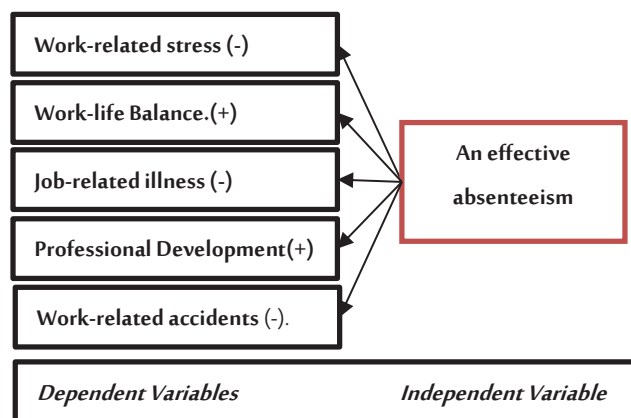 Work-related stress (-)
Work-life Balance.(+)
Job-related illness (-)
Professional Development(+)
Work-related accidents (-).
An effective
absenteeism
Dependent Variables
Independent Variable